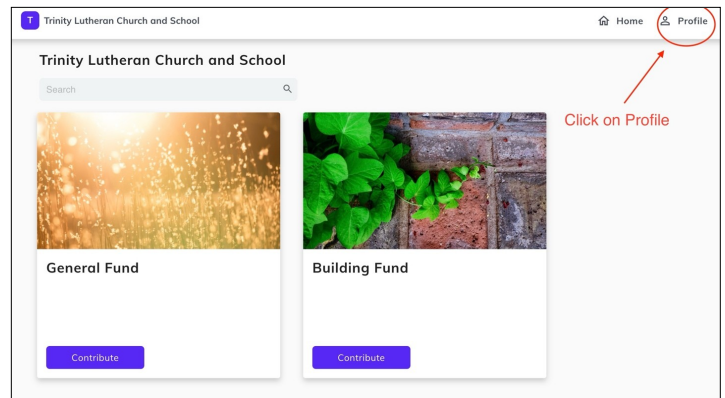 T Trinity Lutheran Church and School
Home Profile
Trinity Lutheran Church and School
Search
Click on Profile
General Fund
Building Fund
Contribute
Contribute